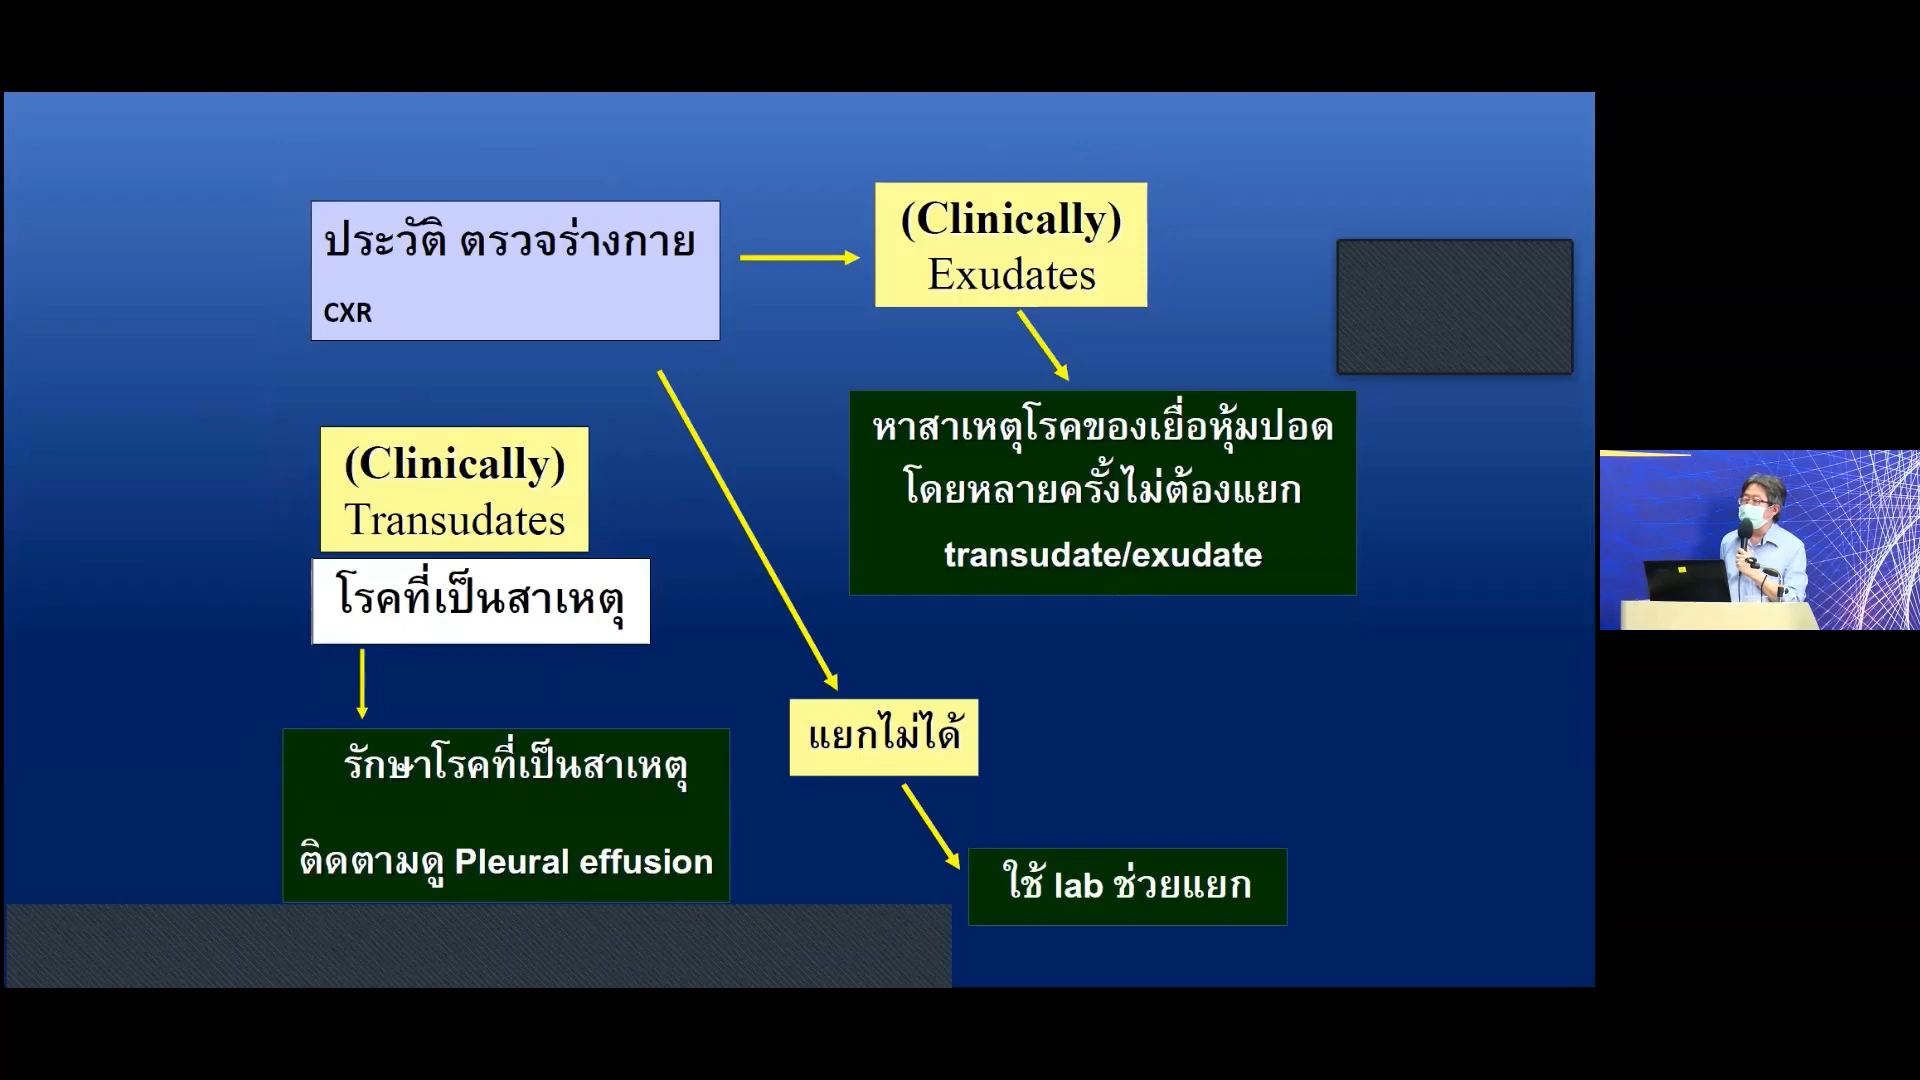 ประวัติ ตรวจร่างกาย
CXR
(Clinically)
Exudates
หาสาเหตุโรคของเยื่อหุ้มปอด
โดยหลายครั้งไม่ต้องแยก
transudate/exudate
(Clinically)
Transudates
โรคที่เป็นสาเหตุ
รักษาโรคที่เป็นสาเหตุ
ติดตามดู Pleural effusion
แยกไม่ได้
ใช้ lab ช่วยแยก